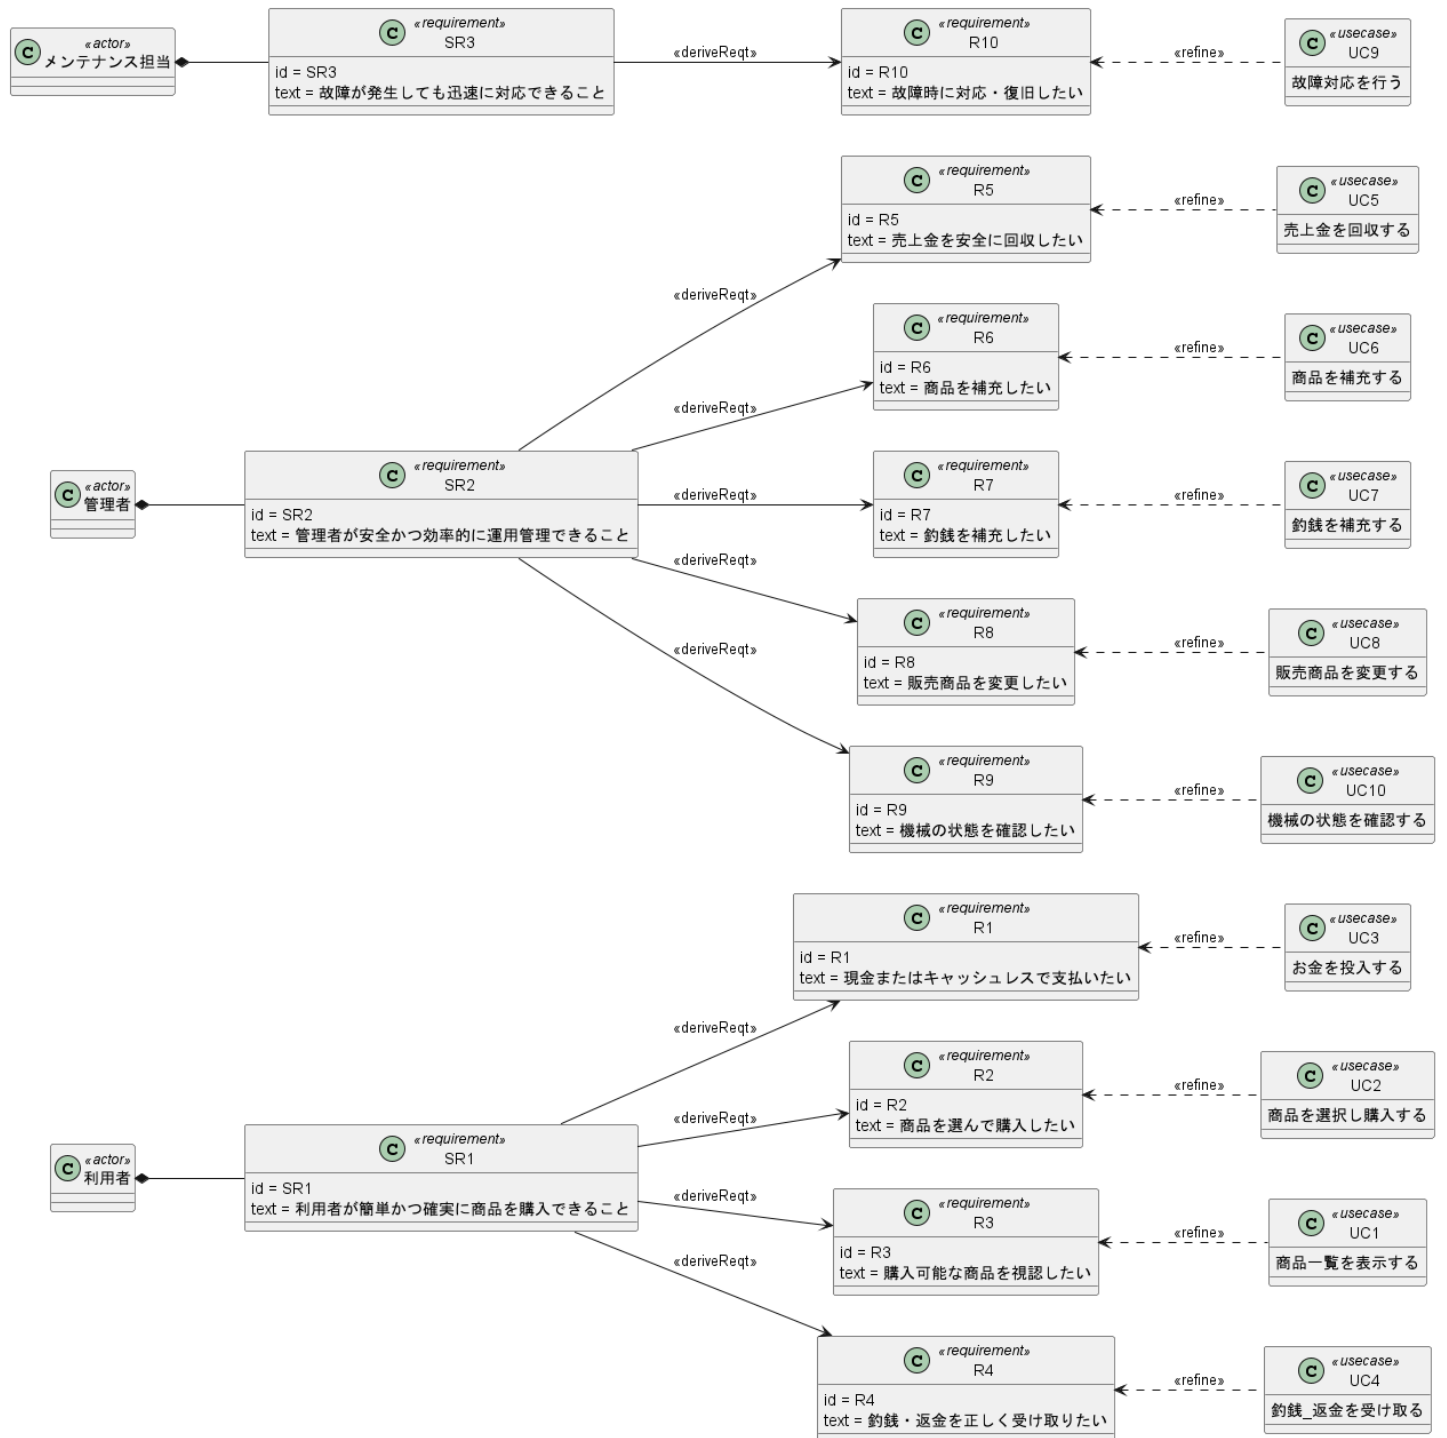 «actor»
メンテナンス担当
«requirement»
SR3
id = SR3
text = 故障が発生しても迅速に対応できること
«deriveReqt»
«requirement»
R10
id = R10
text = 故障時に対応・復旧したい
«refine»
«usecase»
UC9
故障対応を行う
«requirement»
R5
id = R5
text = 売上金を安全に回収したい
«refine»
«usecase»
UC5
売上金を回収する
«deriveReqt»
«requirement»
R6
id = R6
text = 商品を補充したい
«refine»
«usecase»
UC6
商品を補充する
«deriveReqt»
«actor»
管理者
«requirement»
SR2
id = SR2
text = 管理者が安全かつ効率的に運用管理できること
«deriveReqt»
«requirement»
R7
id = R7
text = 釣銭を補充したい
«refine»
«usecase»
UC7
釣銭を補充する
«deriveReqt»
«requirement»
R8
id = R8
text = 販売商品を変更したい
«refine»
«usecase»
UC8
販売商品を変更する
«deriveReqt»
«requirement»
R9
id = R9
text = 機械の状態を確認したい
«refine»
«usecase»
UC10
機械の状態を確認する
«requirement»
R1
id = R1
text = 現金またはキャッシュレスで支払いたい
«refine»
«usecase»
UC3
お金を投入する
«deriveReqt»
«requirement»
R2
id = R2
text = 商品を選んで購入したい
«refine»
«usecase»
UC2
商品を選択し購入する
«deriveReqt»
«actor»
利用者
«requirement»
SR1
id = SR1
text = 利用者が簡単かつ確実に商品を購入できること
«deriveReqt»
«requirement»
R3
id = R3
text = 購入可能な商品を視認したい
«refine»
«usecase»
UC1
商品一覧を表示する
«deriveReqt»
«requirement»
R4
id = R4
text = 釣銭・返金を正しく受け取りたい
«refine»
«usecase»
UC4
釣銭_返金を受け取る